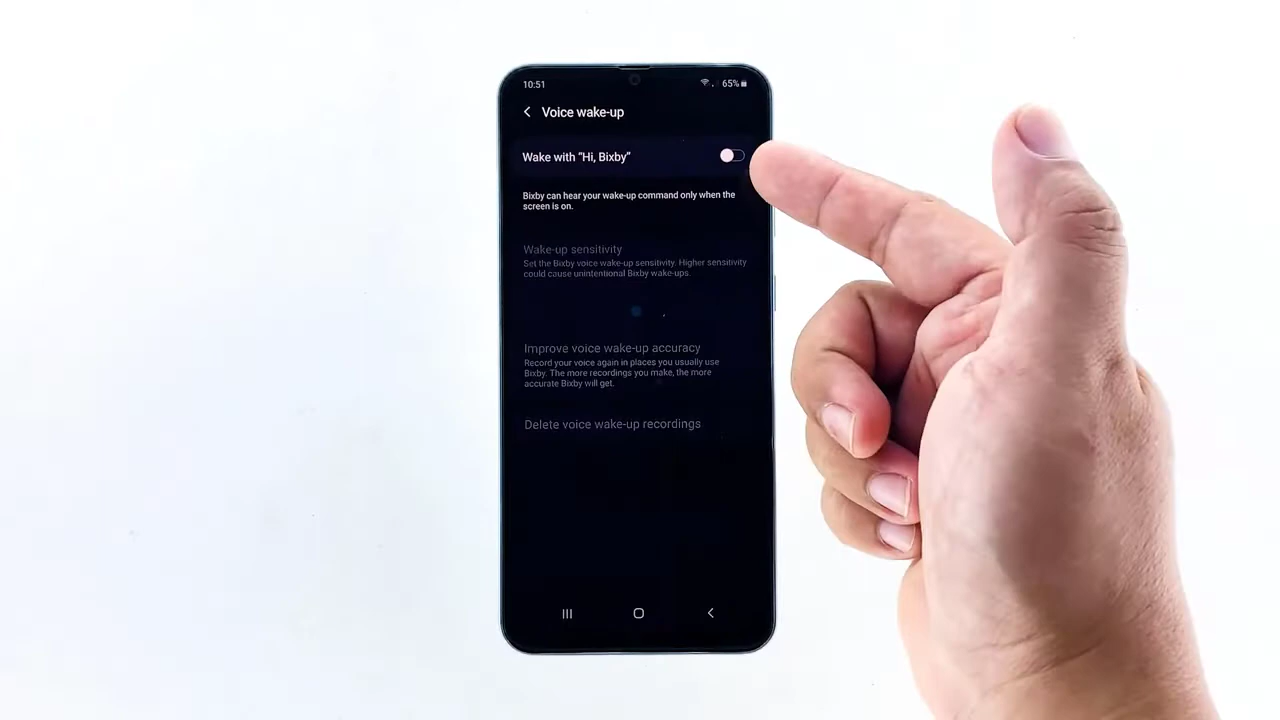 10:51 65%
Voice wake-up
Wake with “Hi, Bixby”
Bixby can hear your wake-up command only when the
screen is on.
Wake-up sensitivity
Set the Bixby voice wake-up sensitivity. Higher sensitivity
could cause unintentional Bixby wake-ups.
Improve voice wake-up accuracy
Record your voice again in places you usually use
Bixby. The more recordings you make, the more
accurate Bixby will get.
Delete voice wake-up recordings